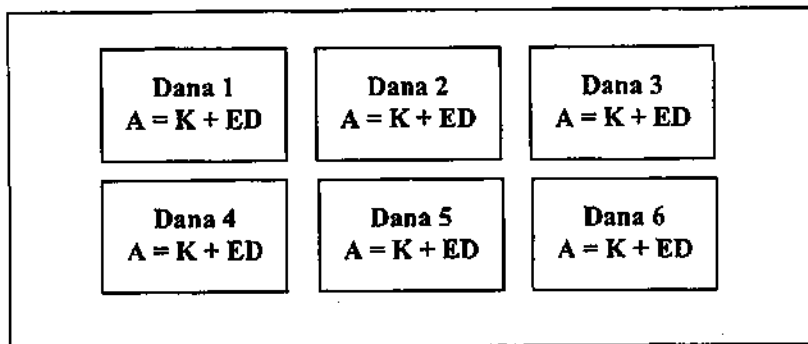 Dana 1
A = K + ED
Dana 2
A = K + ED
Dana 3
A = K + ED
Dana 4
A = K + ED
Dana 5
A = K + ED
Dana 6
A = K + ED